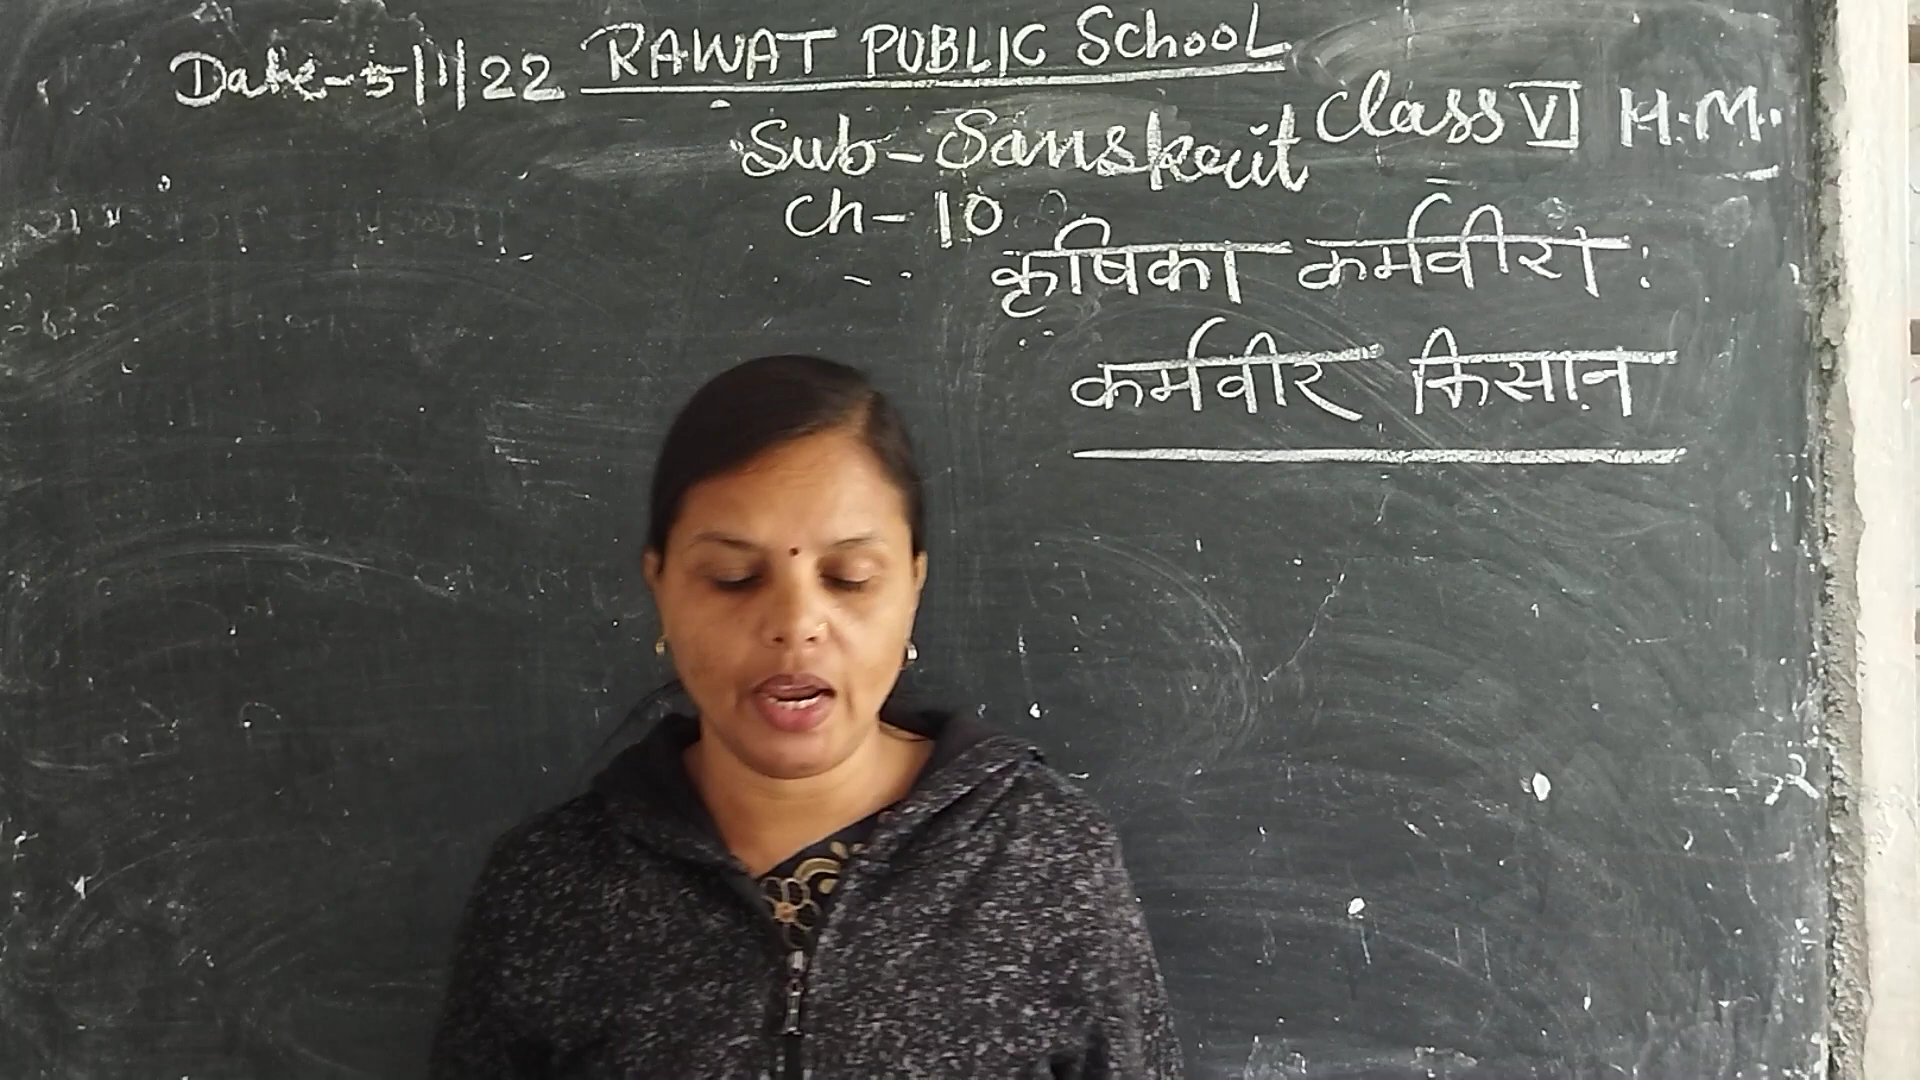 Date-5/1/22 RAWAT PUBLIC SchooL
Class VI H.M.
Sub-Sanskrit
Ch-10
कृषिका कर्मवीरा:
कर्मवीर किसान